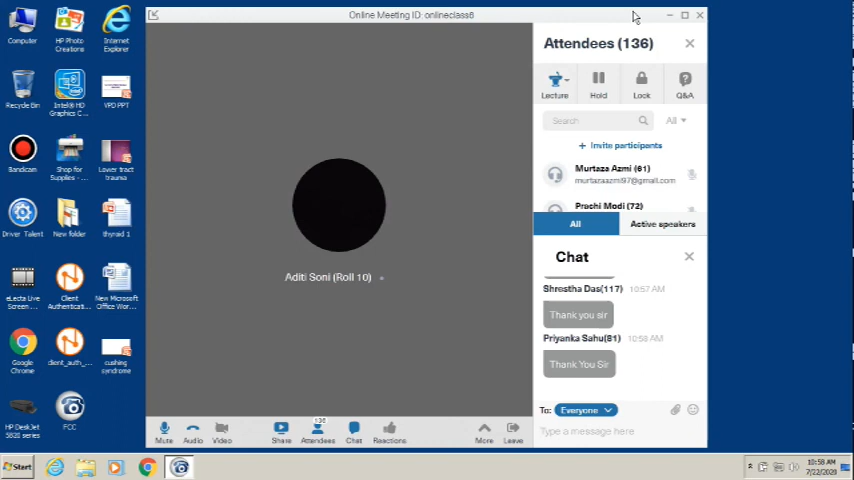 Computer
HP Photo
Creations
Internet
Explorer
Recycle Bin
Intel® HD
Graphics C...
VPD PPT
Bandicam
Shop for
Supplies - ...
Lower tract
trauma
Driver Talent
New folder
thyroid 1
eLecta Live
Screen ...
Client
Authenticati...
New Microsoft
Office Wor...
Google
Chrome
client_auth_...
cushing
syndrome
HP DeskJet
5820 series
FCC
Online Meeting ID: onlineclass6
Aditi Soni (Roll 10)
Mute
Audio
Video
Share
136
Attendees
Chat
Reactions
More
Leave
Attendees (136)
Lecture
Hold
Lock
Q&A
Search
All
+ Invite participants
Murtaza Azmi (61)
murtazaazmi97@gmail.com
Prachi Modi (72)
All
Active speakers
Chat
Shrestha Das(117) 10:57 AM
Thank you sir
Priyanka Sahu(81) 10:58 AM
Thank You Sir
To: Everyone
Type a message here
Start
10:58 AM
7/22/2020